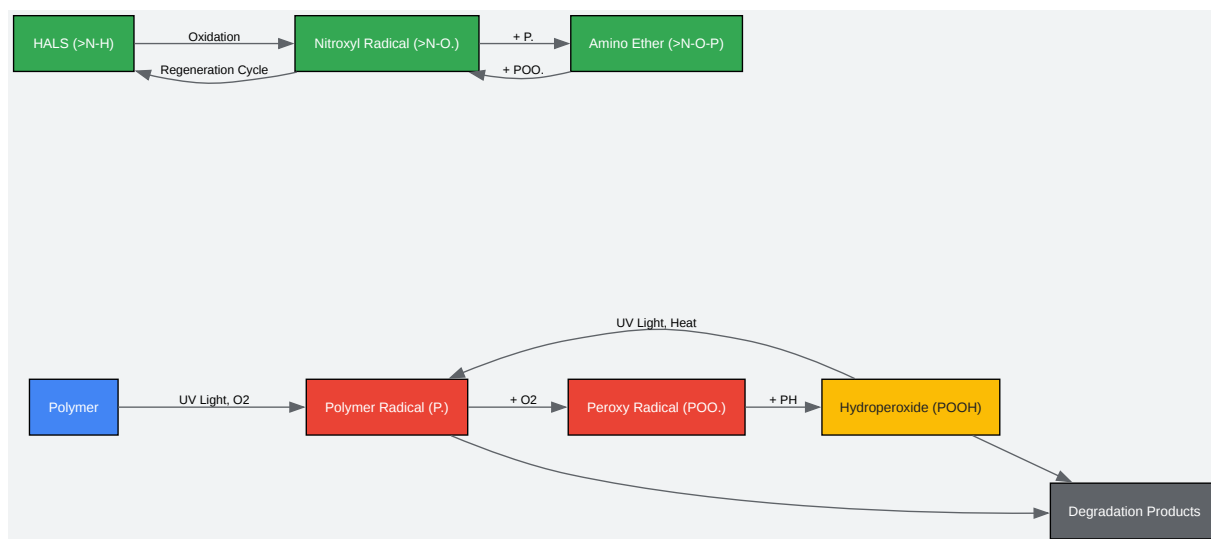 HALS (>N-H)
Oxidation
Nitroxyl Radical (>N-O.)
+ P.
Amino Ether (>N-O-P)
Regeneration Cycle
+ POO.
UV Light, Heat
Polymer
UV Light, O2
Polymer Radical (P.)
+ O2
Peroxy Radical (POO.)
+ PH
Hydroperoxide (POOH)
Degradation Products